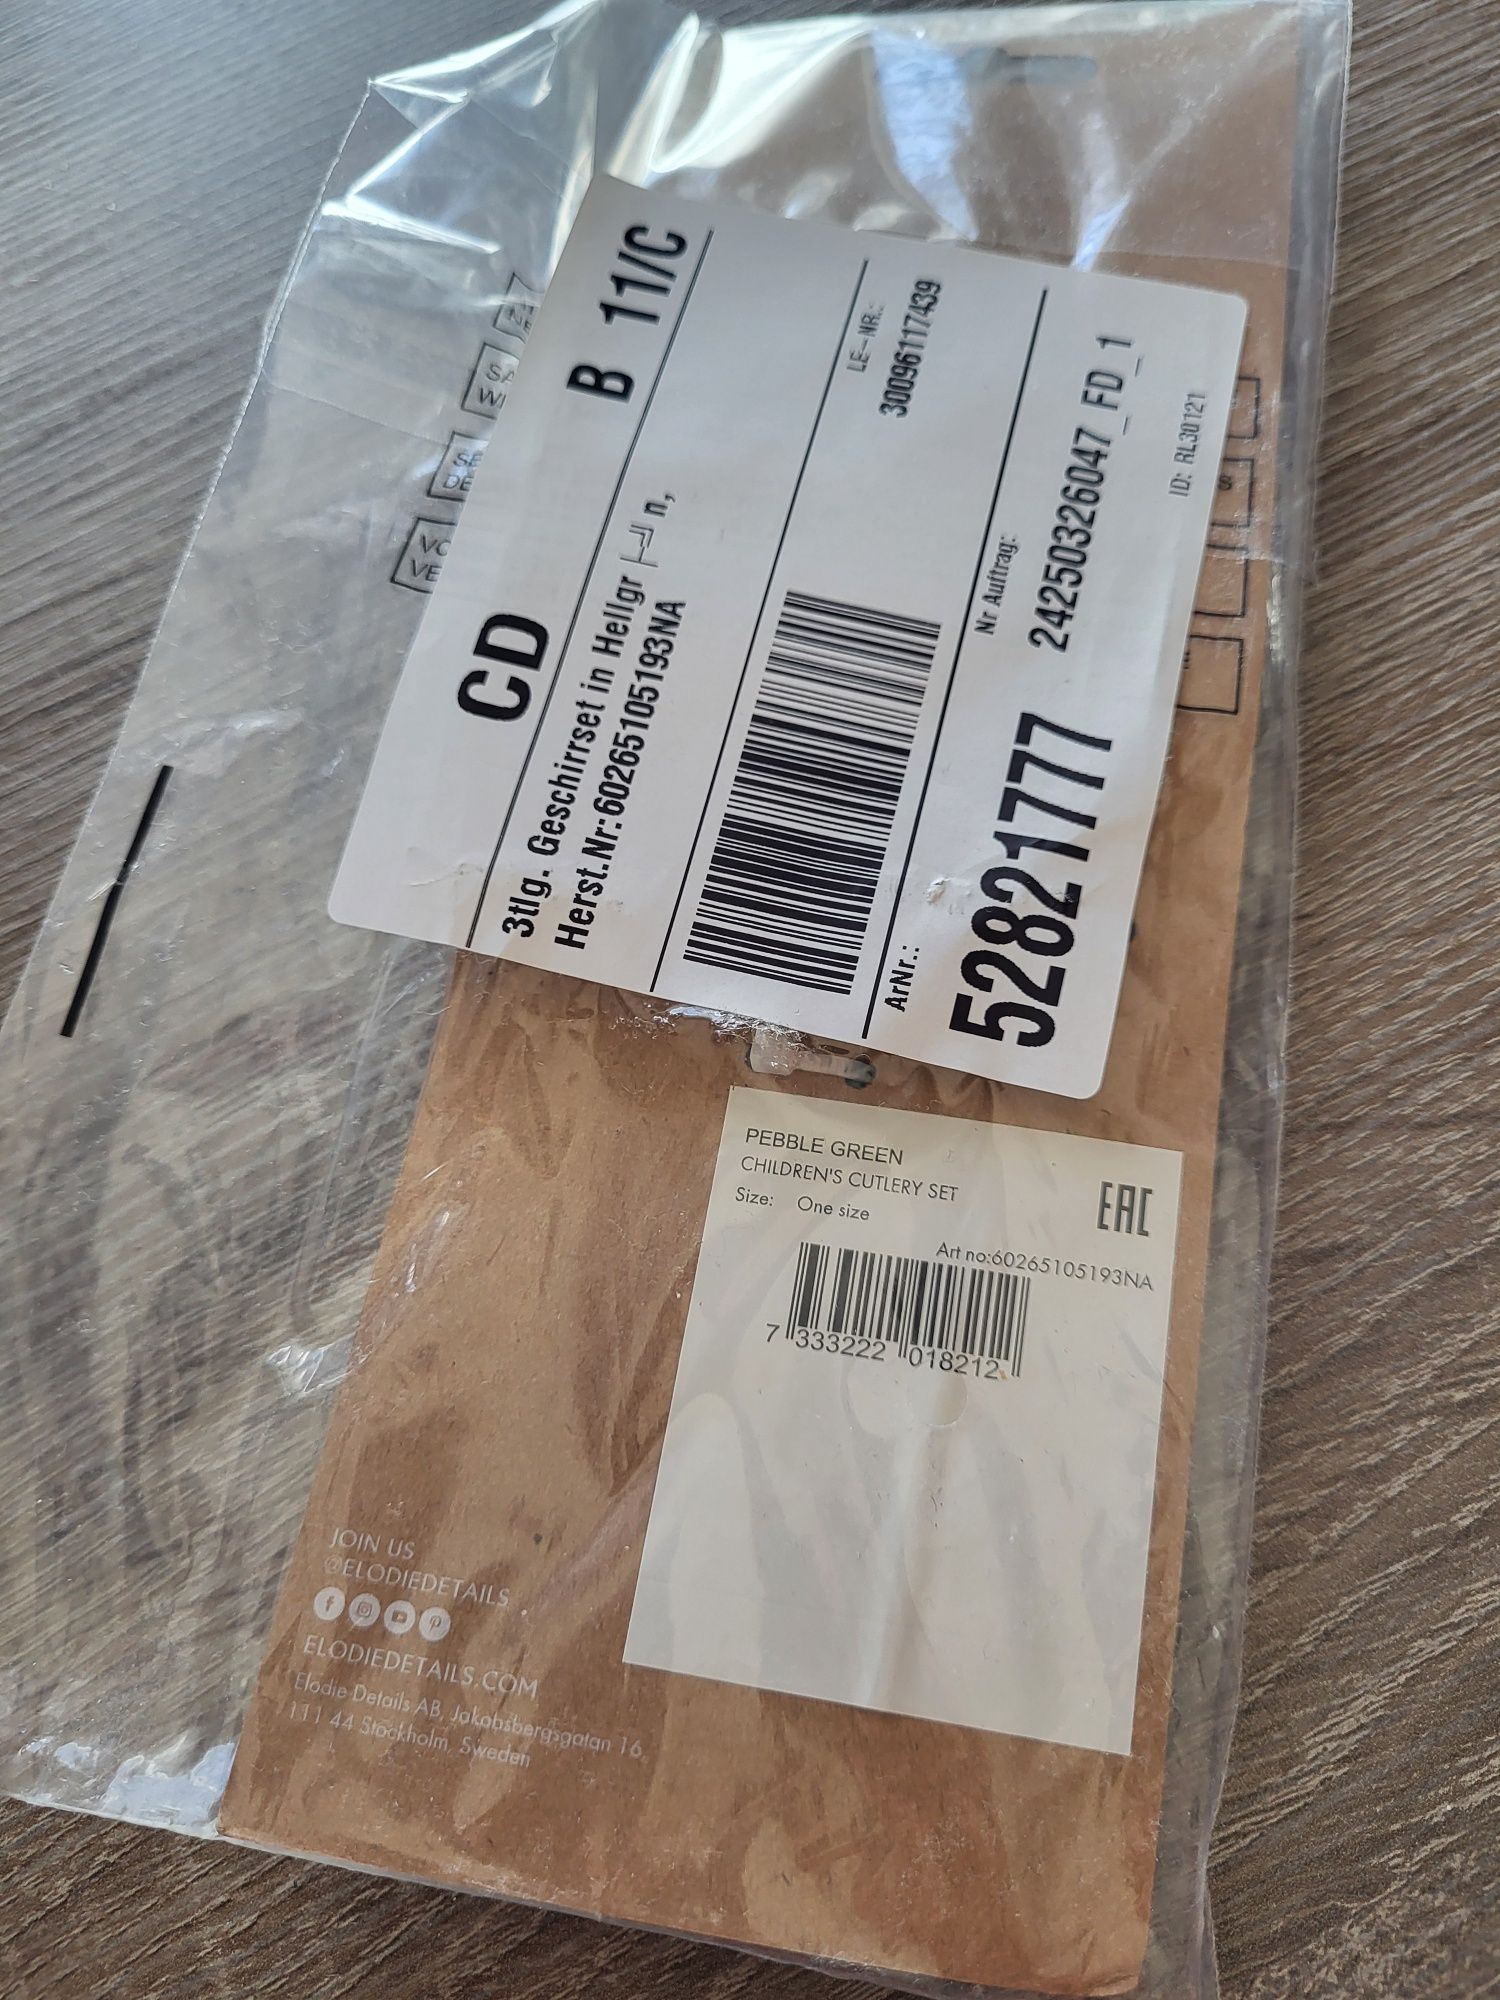 CD
B 11/C
3tlg. Geschirrset in Hellgr ├╝ n,
Herst.Nr:60265105193NA
LE-NR.:
30096117439
ArNr.:
5282177
Nr Auftrag:
24250326047_FD_1
ID: RL30121
PEBBLE GREEN
CHILDREN'S CUTLERY SET
Size: One size
EAC
Art no:60265105193NA
7 333222 018212
JOIN US
@ELODIEDETAILS
ELODIEDETAILS.COM
Elodie Details AB, Jakobsbergsgatan 16,
111 44 Stockholm, Sweden